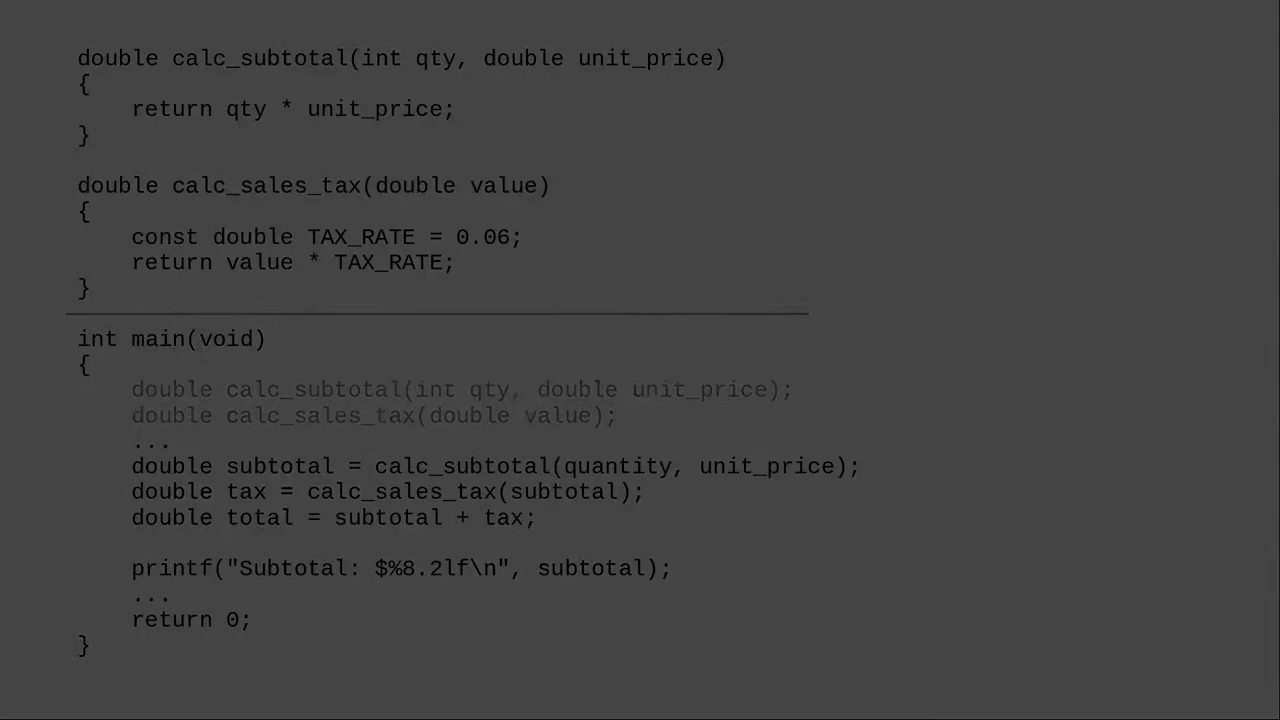 double calc_subtotal(int qty, double unit_price)
{
    return qty * unit_price;
}
double calc_sales_tax(double value)
{
    const double TAX_RATE = 0.06;
    return value * TAX_RATE;
}
int main(void)
{
    double calc_subtotal(int qty, double unit_price);
    double calc_sales_tax(double value);
    ...
    double subtotal = calc_subtotal(quantity, unit_price);
    double tax = calc_sales_tax(subtotal);
    double total = subtotal + tax;
    printf("Subtotal: $%8.2lf\n", subtotal);
    ...
    return 0;
}